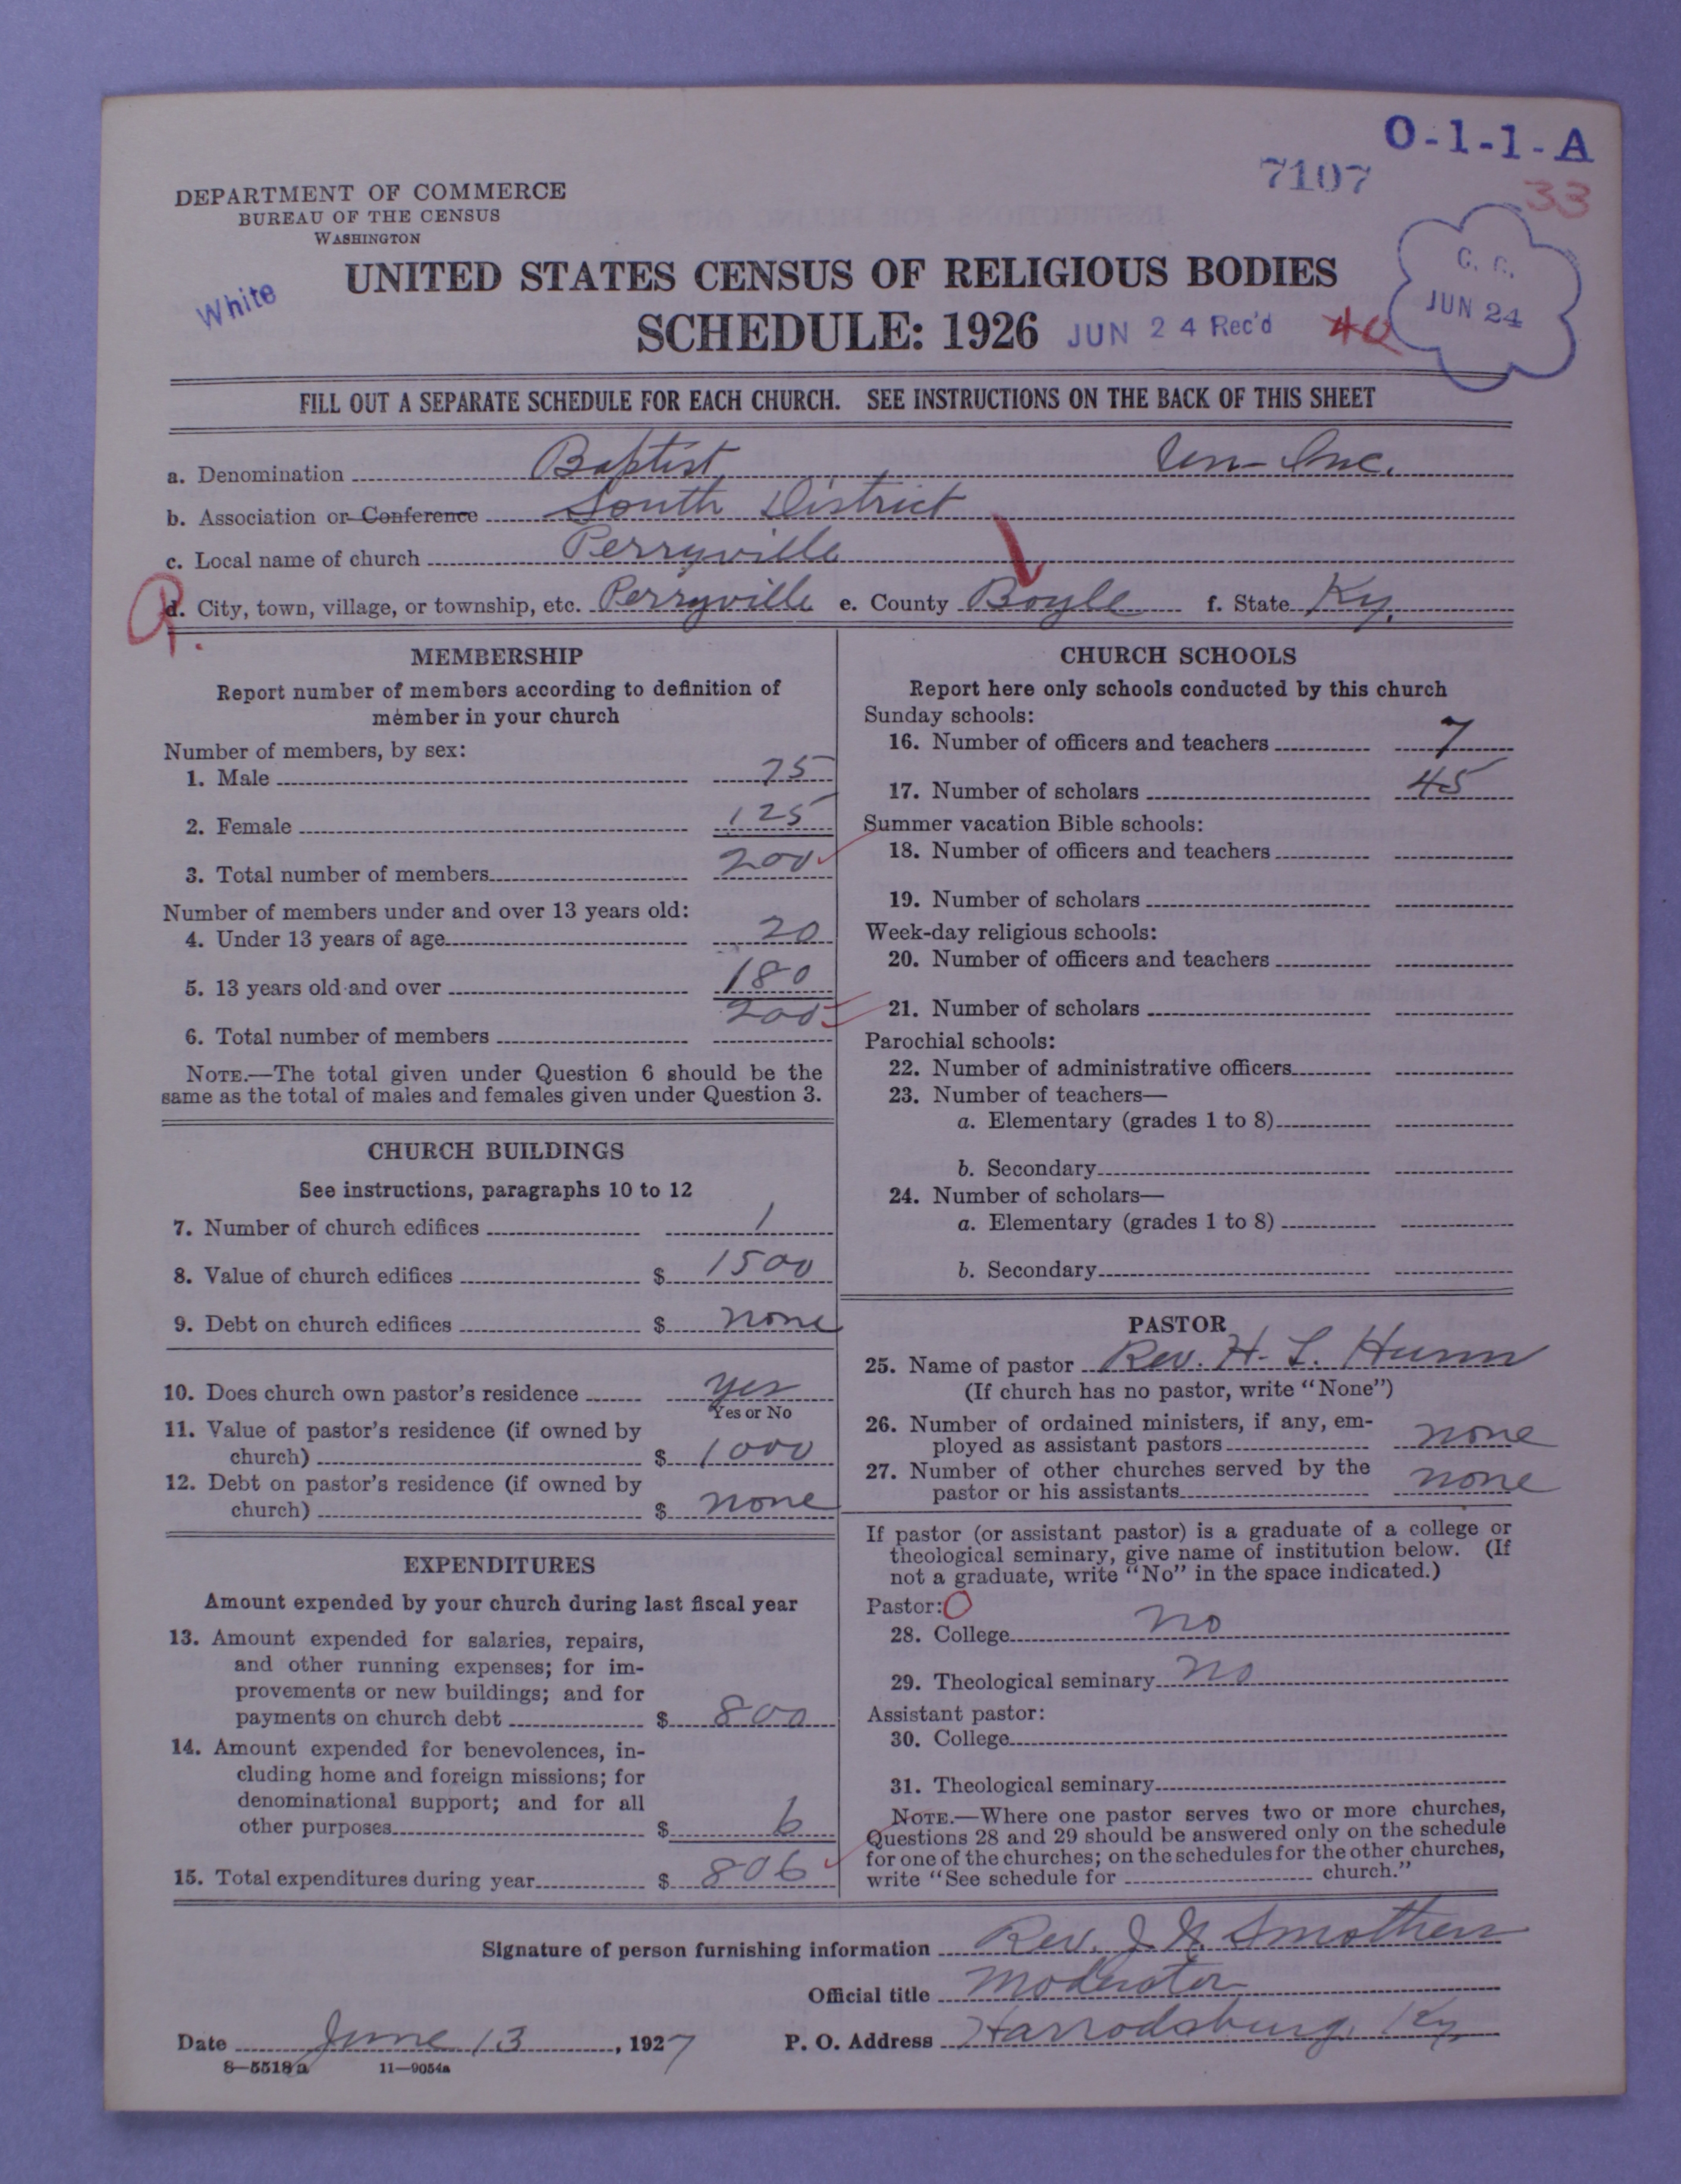 O-1-1-A
7107
33
DEPARTMENT OF COMMERCE
BUREAU OF THE CENSUS
WASHINGTON
White
UNITED STATES CENSUS OF RELIGIOUS BODIES
SCHEDULE: 1926
JUN 24 Rec'd
40
JUN 24
FILL OUT A SEPARATE SCHEDULE FOR EACH CHURCH. SEE INSTRUCTIONS ON THE BACK OF THIS SHEET
a. Denomination Baptist Un-Inc.
b. Association or Conference South District
c. Local name of church Perryville
d. City, town, village, or township, etc. Perryville e. County Boyle f. State Ky.
MEMBERSHIP
Report number of members according to definition of
member in your church
Number of members, by sex:
1. Male 75
2. Female 125
3. Total number of members 200
Number of members under and over 13 years old:
4. Under 13 years of age 20
5. 13 years old and over 180
6. Total number of members 200
NOTE.—The total given under Question 6 should be the
same as the total of males and females given under Question 3.
CHURCH BUILDINGS
See instructions, paragraphs 10 to 12
7. Number of church edifices 1
8. Value of church edifices $ 1500
9. Debt on church edifices $ none
10. Does church own pastor's residence yes
Yes or No
11. Value of pastor's residence (if owned by
church) $ 1000
12. Debt on pastor's residence (if owned by
church) $ none
EXPENDITURES
Amount expended by your church during last fiscal year
13. Amount expended for salaries, repairs,
and other running expenses; for im-
provements or new buildings; and for
payments on church debt $ 800
14. Amount expended for benevolences, in-
cluding home and foreign missions; for
denominational support; and for all
other purposes $ 6
15. Total expenditures during year $ 806
CHURCH SCHOOLS
Report here only schools conducted by this church
Sunday schools:
16. Number of officers and teachers 7
17. Number of scholars 45
Summer vacation Bible schools:
18. Number of officers and teachers
19. Number of scholars
Week-day religious schools:
20. Number of officers and teachers
21. Number of scholars
Parochial schools:
22. Number of administrative officers
23. Number of teachers—
a. Elementary (grades 1 to 8)
b. Secondary
24. Number of scholars—
a. Elementary (grades 1 to 8)
b. Secondary
PASTOR
25. Name of pastor Rev. H. L. Hunn
(If church has no pastor, write "None")
26. Number of ordained ministers, if any, em-
ployed as assistant pastors none
27. Number of other churches served by the
pastor or his assistants none
If pastor (or assistant pastor) is a graduate of a college or
theological seminary, give name of institution below. (If
not a graduate, write "No" in the space indicated.)
Pastor:
28. College no
29. Theological seminary no
Assistant pastor:
30. College
31. Theological seminary
NOTE.—Where one pastor serves two or more churches,
Questions 28 and 29 should be answered only on the schedule
for one of the churches; on the schedules for the other churches,
write "See schedule for church."
Signature of person furnishing information Rev. J. Smothers
Official title Moderator
Date June 13, 1927 P. O. Address Harrodsburg, Ky.
8—5518a 11—9054a